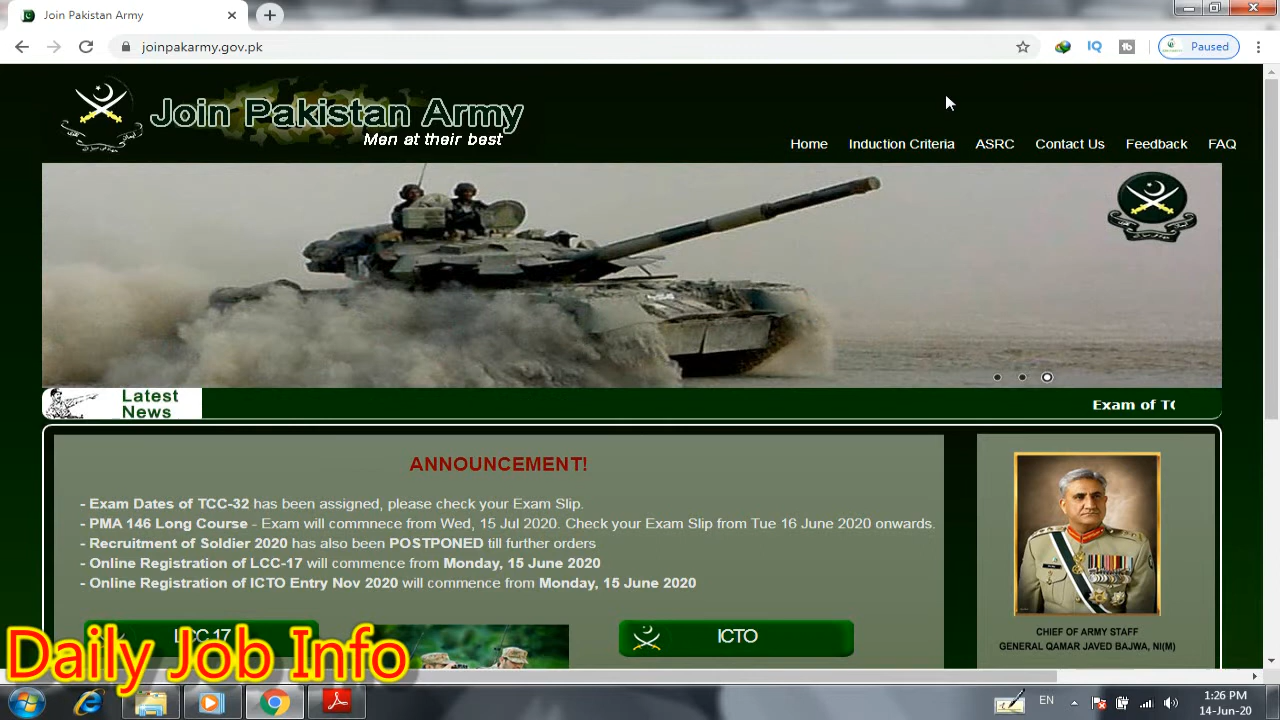 Join Pakistan Army
joinpakarmy.gov.pk
Paused
Join Pakistan Army
Men at their best
Home Induction Criteria ASRC Contact Us Feedback FAQ
Latest
News
Exam of TC
ANNOUNCEMENT!
- Exam Dates of TCC-32 has been assigned, please check your Exam Slip.
- PMA 146 Long Course - Exam will commnece from Wed, 15 Jul 2020. Check your Exam Slip from Tue 16 June 2020 onwards.
- Recruitment of Soldier 2020 has also been POSTPONED till further orders
- Online Registration of LCC-17 will commence from Monday, 15 June 2020
- Online Registration of ICTO Entry Nov 2020 will commence from Monday, 15 June 2020
LCC 17
ICTO
CHIEF OF ARMY STAFF
GENERAL QAMAR JAVED BAJWA, NI(M)
Daily Job Info
EN
1:26 PM
14-Jun-20